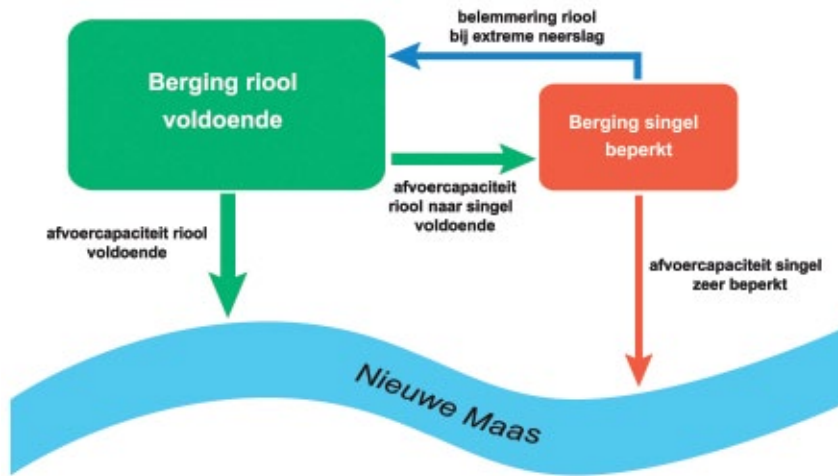 belemmering riool
bij extreme neerslag
Berging riool
voldoende
Berging singel
beperkt
afvoercapaciteit
riool naar singel
voldoende
afvoercapaciteit riool
voldoende
afvoercapaciteit singel
zeer beperkt
Nieuwe Maas